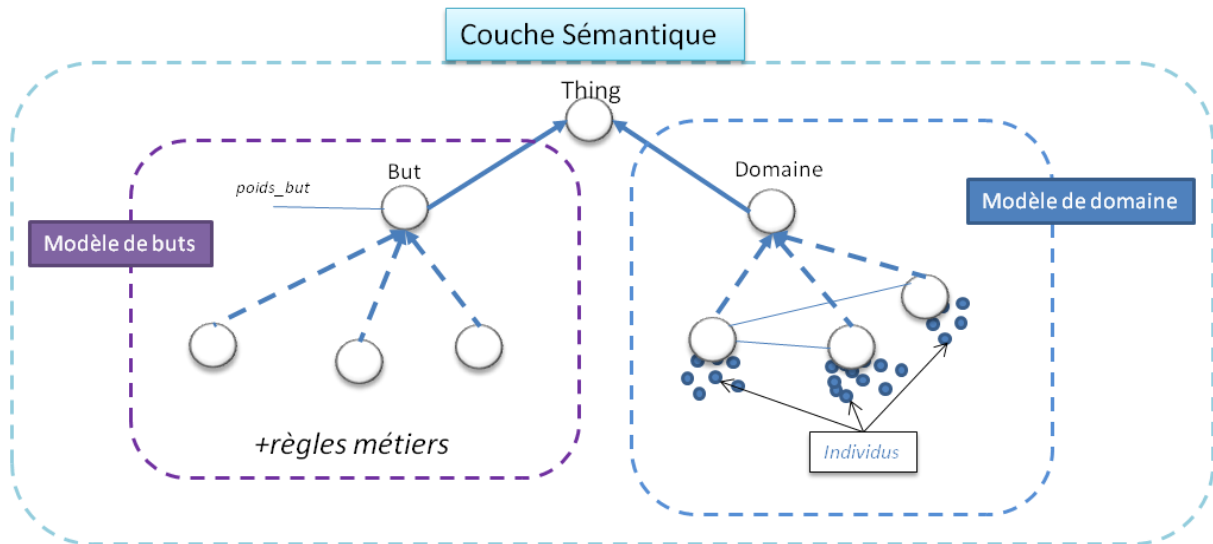 Couche Sémantique
Thing
But
poids_but
Domaine
Modèle de buts
Modèle de domaine
+règles métiers
Individus